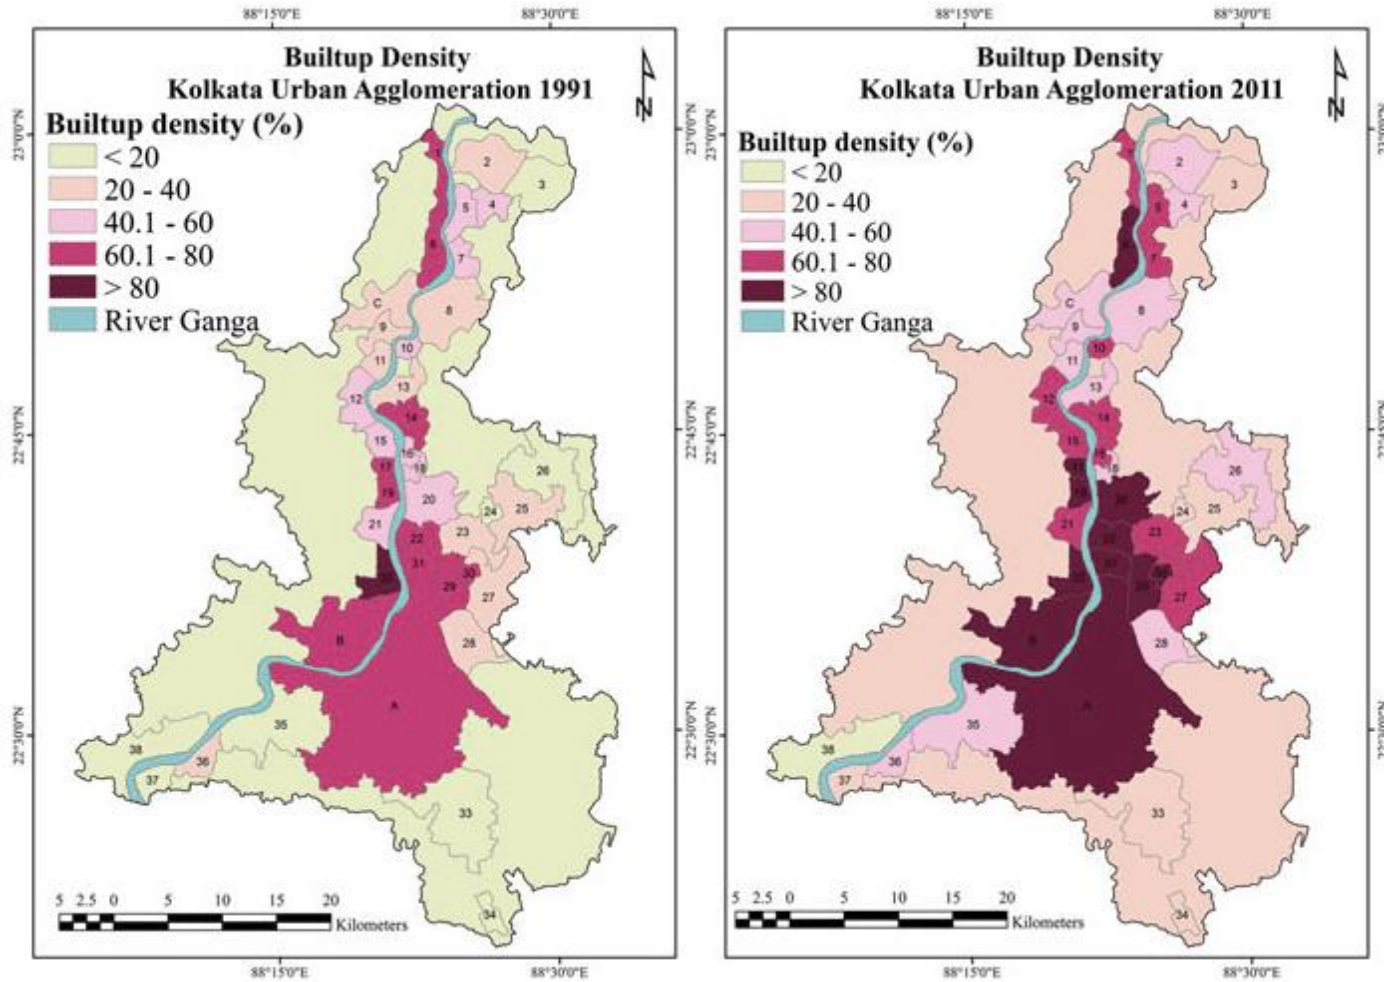 88°15'0"E
88°30'0"E
Builtup Density
Kolkata Urban Agglomeration 1991
Builtup density (%)
< 20
20 - 40
40.1 - 60
60.1 - 80
> 80
River Ganga
N
23°0'0"N
22°45'0"N
22°30'0"N
1
2
3
5
4
6
7
C
8
9
10
11
13
12
14
15
16
17
18
19
20
21
22
23
24
25
26
31
30
29
27
28
B
A
35
38
36
37
33
34
5 2.5 0 5 10 15 20
Kilometers
88°15'0"E
88°30'0"E
88°15'0"E
88°30'0"E
Builtup Density
Kolkata Urban Agglomeration 2011
Builtup density (%)
< 20
20 - 40
40.1 - 60
60.1 - 80
> 80
River Ganga
N
23°0'0"N
22°45'0"N
22°30'0"N
2
3
5
4
7
C
8
9
10
11
13
12
14
15
16
21
23
24
25
26
27
28
B
A
35
38
36
37
33
34
5 2.5 0 5 10 15 20
Kilometers
88°15'0"E
88°30'0"E